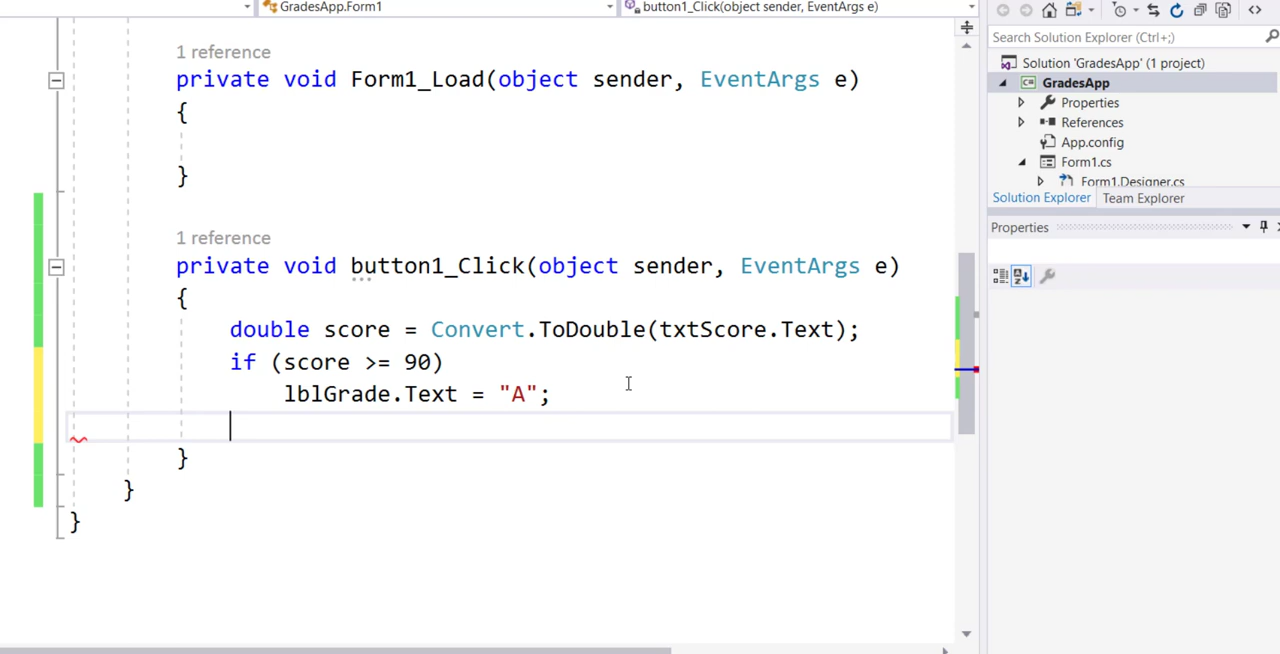 GradesApp.Form1
button1_Click(object sender, EventArgs e)
1 reference
private void Form1_Load(object sender, EventArgs e)
{
}
1 reference
private void button1_Click(object sender, EventArgs e)
{
double score = Convert.ToDouble(txtScore.Text);
if (score >= 90)
lblGrade.Text = "A";
}
}
}
Search Solution Explorer (Ctrl+;)
Solution 'GradesApp' (1 project)
C# GradesApp
Properties
References
App.config
Form1.cs
Form1.Designer.cs
Solution Explorer
Team Explorer
Properties